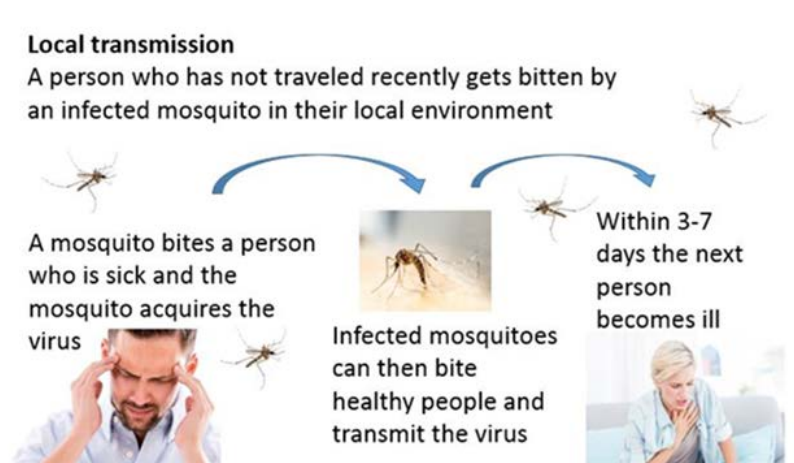 Local transmission
A person who has not traveled recently gets bitten by
an infected mosquito in their local environment
A mosquito bites a person
who is sick and the
mosquito acquires the
virus
Infected mosquitoes
can then bite
healthy people and
transmit the virus
Within 3-7
days the next
person
becomes ill